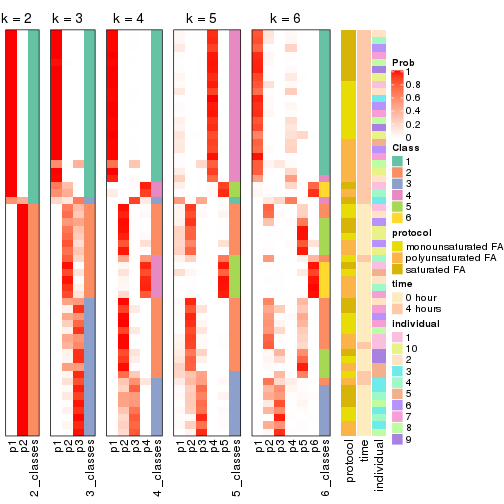 k = 2
k = 3
k = 4
k = 5
k = 6
p1
p2
2_classes
p1
p2
p3
3_classes
p1
p2
p3
p4
4_classes
p1
p2
p3
p4
p5
5_classes
p1
p2
p3
p4
p5
p6
6_classes
protocol
time
individual
Prob
1
0.8
0.6
0.4
0.2
0
Class
1
2
3
4
5
6
protocol
monounsaturated FA
polyunsaturated FA
saturated FA
time
0 hour
4 hours
individual
1
10
2
3
4
5
6
7
8
9